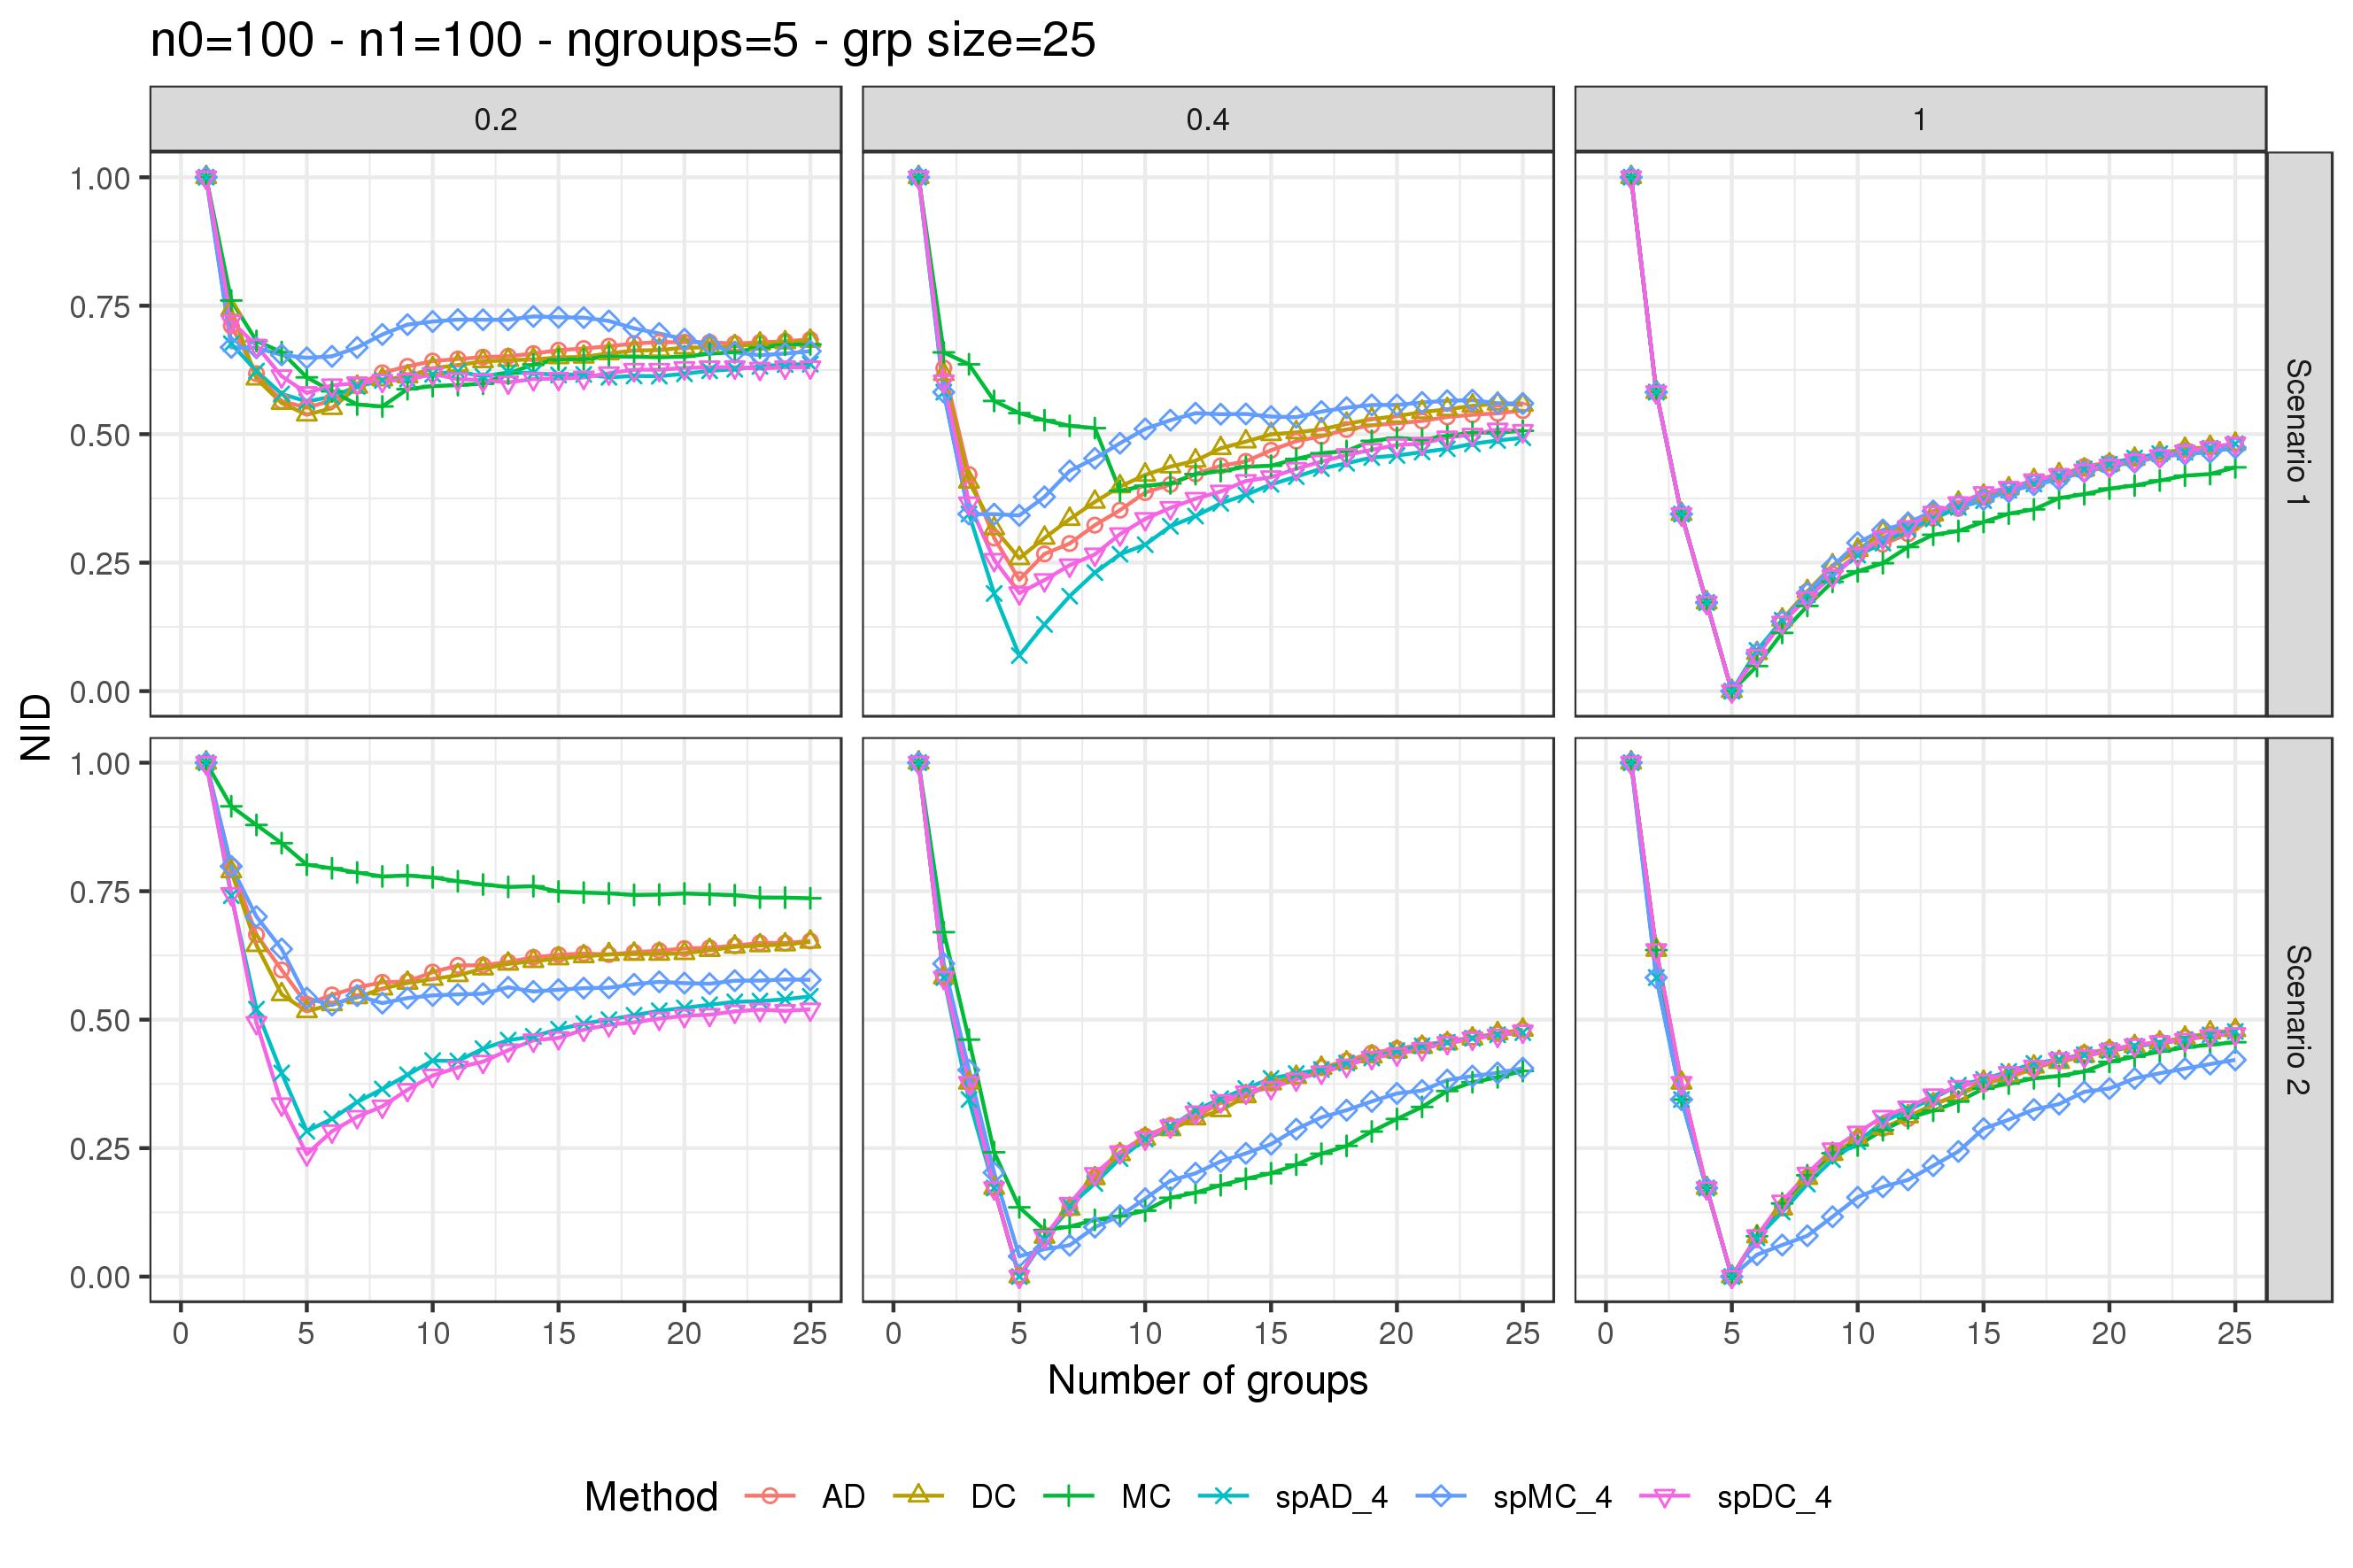 n0=100 - n1=100 - ngroups=5 - grp size=25
0.2
0.4
1
1.00
0.75
0.50
0.25
0.00
Scenario 1
NID
1.00
0.75
0.50
0.25
0.00
Scenario 2
0 5 10 15 20 25
0 5 10 15 20 25
0 5 10 15 20 25
Number of groups
Method AD DC MC spAD_4 spMC_4 spDC_4